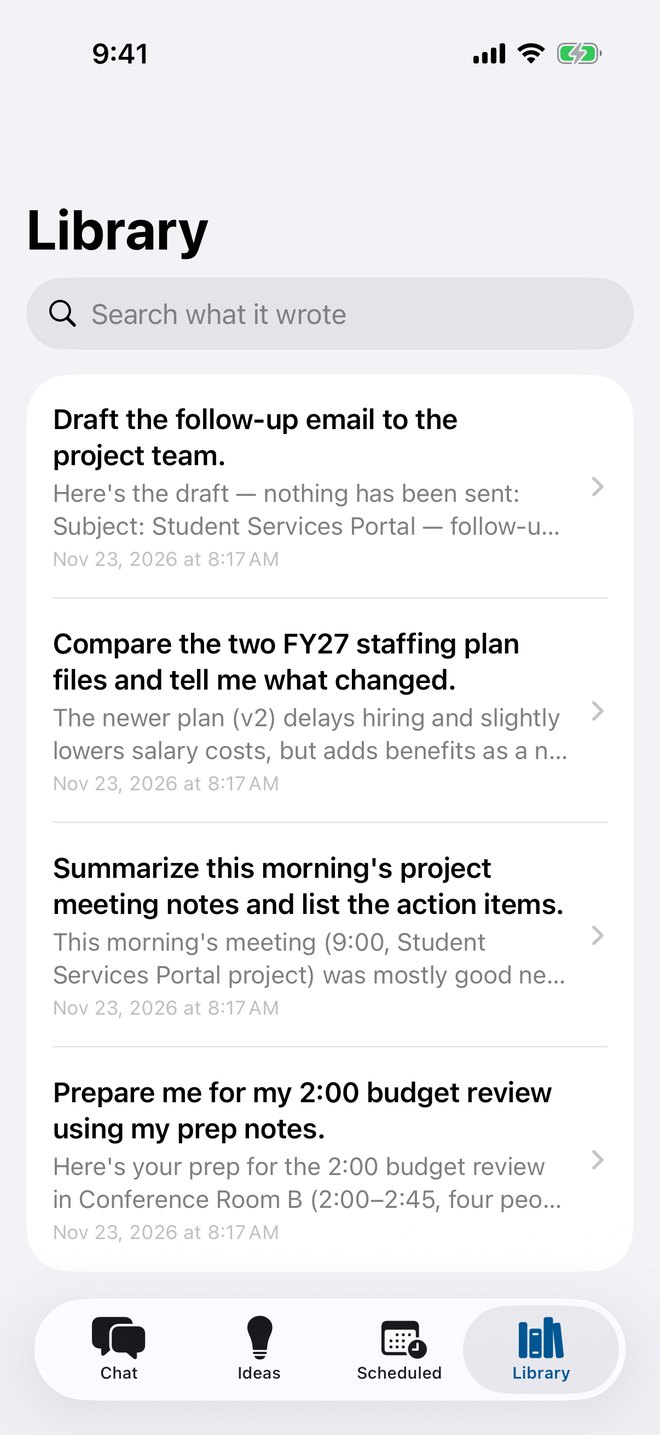 9:41
Library
Search what it wrote
Draft the follow-up email to the
project team.
Here's the draft — nothing has been sent:
Subject: Student Services Portal — follow-u...
Nov 23, 2026 at 8:17 AM
Compare the two FY27 staffing plan
files and tell me what changed.
The newer plan (v2) delays hiring and slightly
lowers salary costs, but adds benefits as a n...
Nov 23, 2026 at 8:17 AM
Summarize this morning's project
meeting notes and list the action items.
This morning's meeting (9:00, Student
Services Portal project) was mostly good ne...
Nov 23, 2026 at 8:17 AM
Prepare me for my 2:00 budget review
using my prep notes.
Here's your prep for the 2:00 budget review
in Conference Room B (2:00–2:45, four peo...
Nov 23, 2026 at 8:17 AM
Chat Ideas Scheduled Library